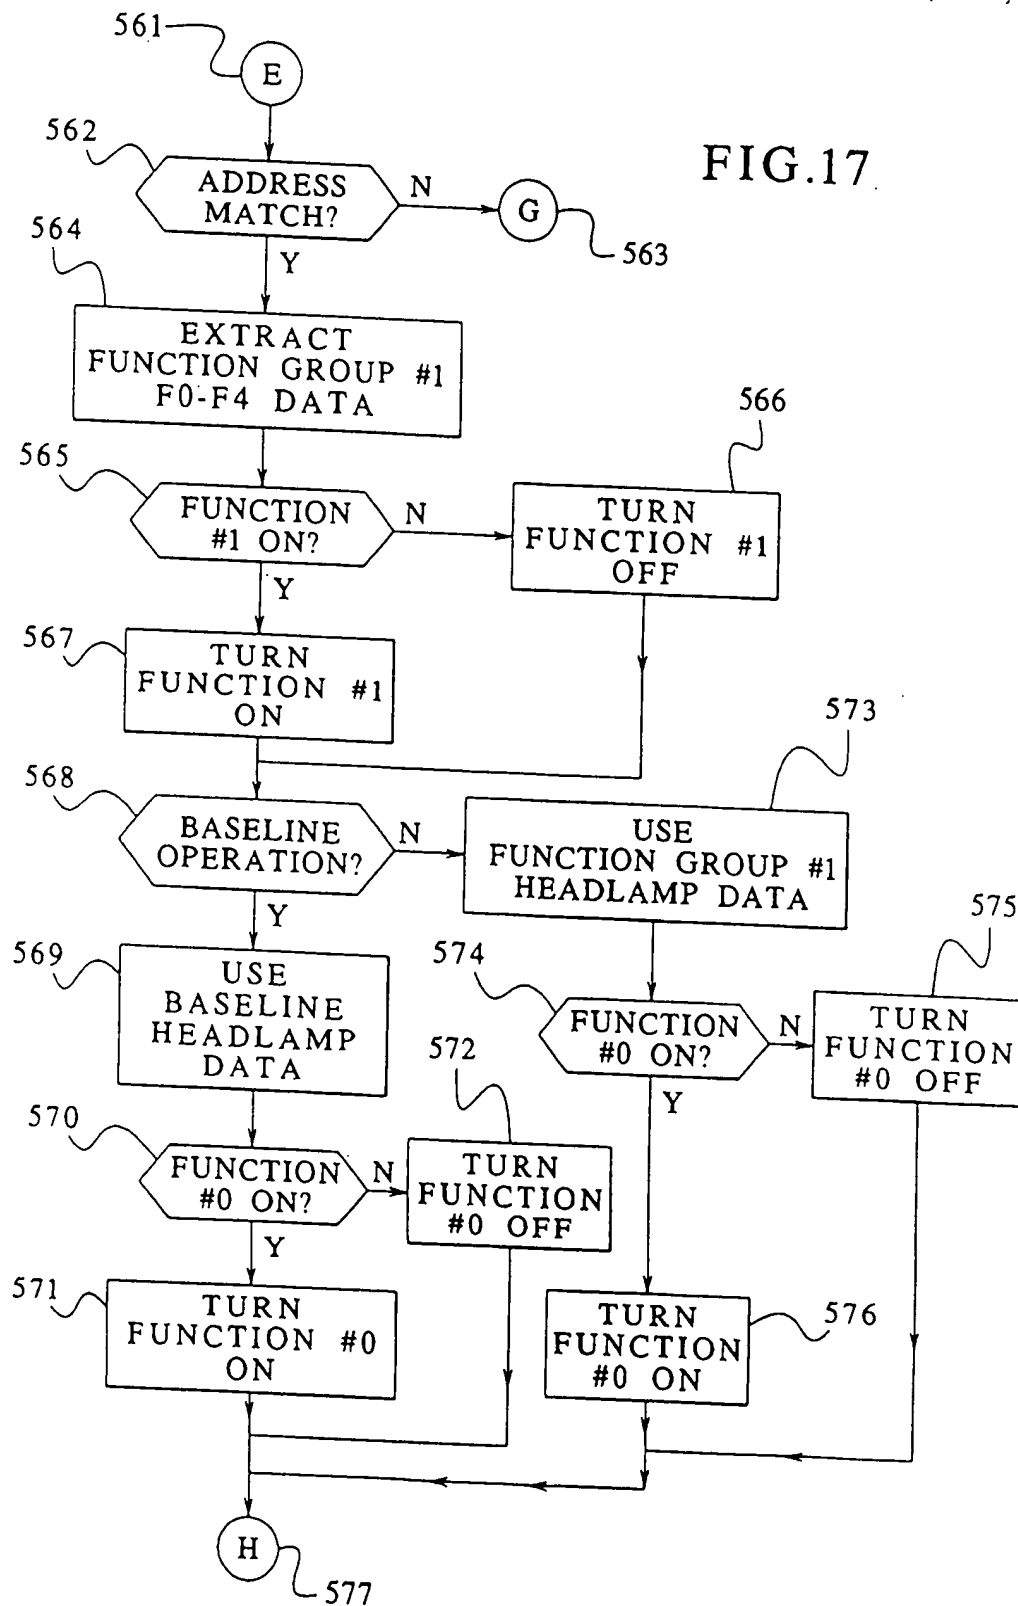 561
E
562
FIG.17
ADDRESS
MATCH?
N
G
563
564
Y
EXTRACT
FUNCTION GROUP #1
F0-F4 DATA
566
565
FUNCTION
#1 ON?
N
TURN
FUNCTION #1
OFF
Y
567
TURN
FUNCTION #1
ON
573
568
BASELINE
OPERATION?
N
USE
FUNCTION GROUP #1
HEADLAMP DATA
Y
575
569
USE
BASELINE
HEADLAMP
DATA
574
FUNCTION
#0 ON?
N
TURN
FUNCTION
#0 OFF
572
Y
570
FUNCTION
#0 ON?
N
TURN
FUNCTION
#0 OFF
Y
571
TURN
FUNCTION #0
ON
TURN
FUNCTION
#0 ON
576
H
577